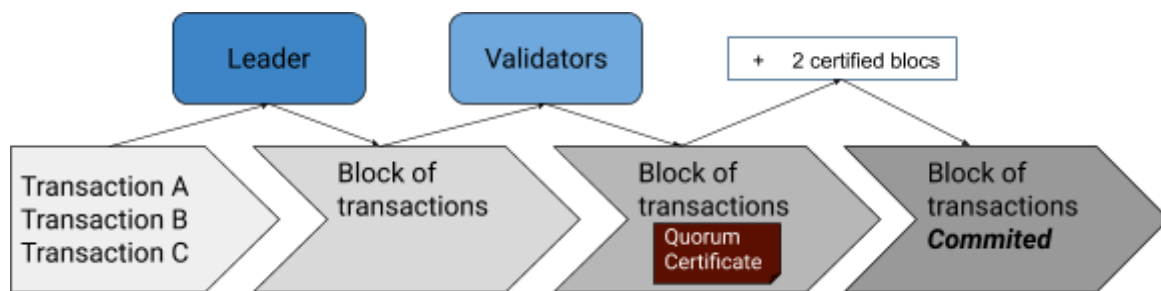 Leader
Validators
+ 2 certified blocs
Transaction A
Transaction B
Transaction C
Block of
transactions
Block of
transactions
Quorum
Certificate
Block of
transactions
Commited